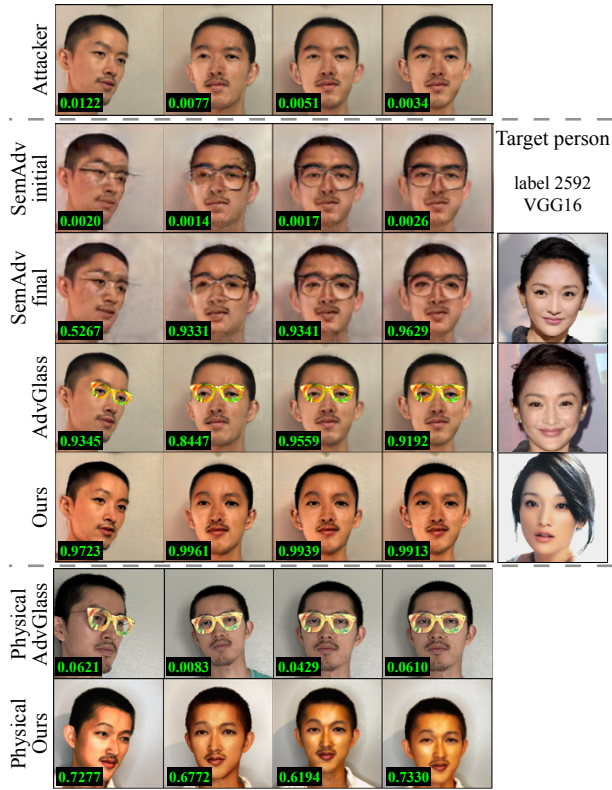 Attacker
0.0122 0.0077 0.0051 0.0034
SemAdv
initial
0.0020 0.0014 0.0017 0.0026
Target person
label 2592
VGG16
SemAdv
final
0.5267 0.9331 0.9341 0.9629
AdvGlass
0.9345 0.8447 0.9559 0.9192
Ours
0.9723 0.9961 0.9939 0.9913
Physical
AdvGlass
0.0621 0.0083 0.0429 0.0610
Physical
Ours
0.7277 0.6772 0.6194 0.7330